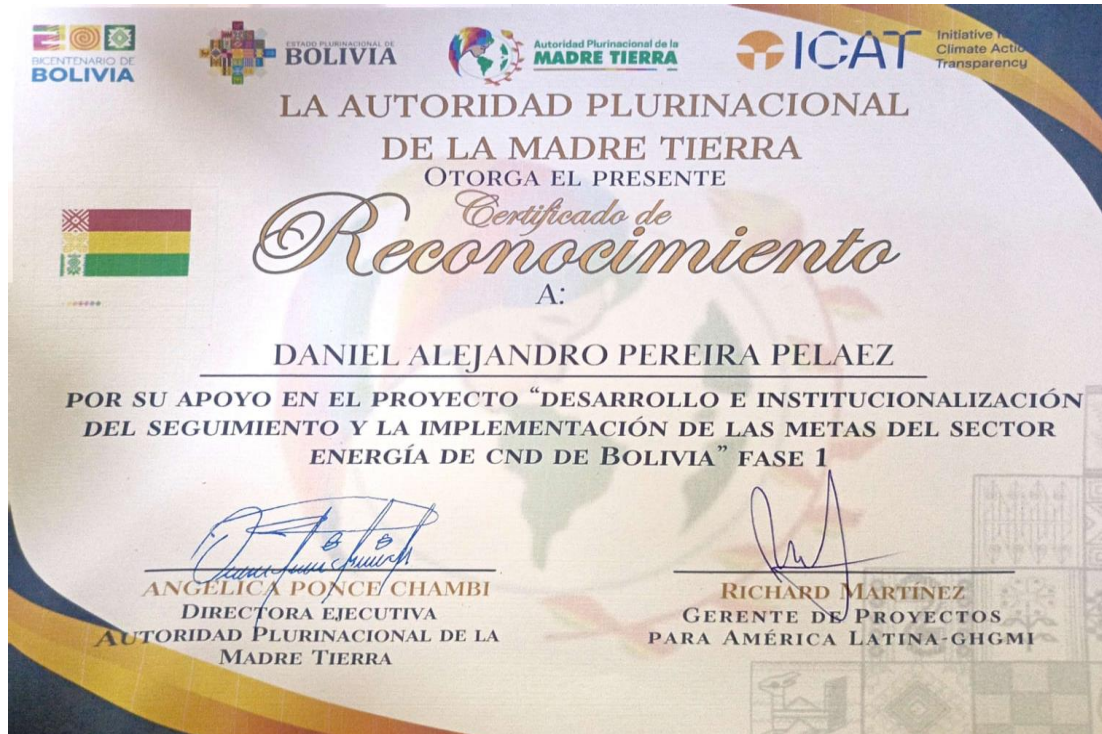 BICENTENARIO DE
BOLIVIA
ESTADO PLURINACIONAL DE
BOLIVIA
Autoridad Plurinacional de la
MADRE TIERRA
ICAT
Initiative
Climate Actio
Transparency
LA AUTORIDAD PLURINACIONAL
DE LA MADRE TIERRA
OTORGA EL PRESENTE
Certificado de
Reconocimiento
A:
DANIEL ALEJANDRO PEREIRA PELAEZ
POR SU APOYO EN EL PROYECTO “DESARROLLO E INSTITUCIONALIZACIÓN
DEL SEGUIMIENTO Y LA IMPLEMENTACIÓN DE LAS METAS DEL SECTOR
ENERGÍA DE CND DE BOLIVIA” FASE 1
ANGÉLICA PONCE CHAMBI
DIRECTORA EJECUTIVA
AUTORIDAD PLURINACIONAL DE LA
MADRE TIERRA
RICHARD MARTINEZ
GERENTE DE PROYECTOS
PARA AMÉRICA LATINA-GHGMI